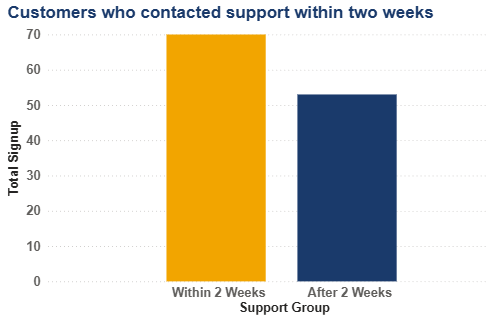 Customers who contacted support within two weeks
70
60
50
40
30
20
10
0
Total Signup
Within 2 Weeks
After 2 Weeks
Support Group